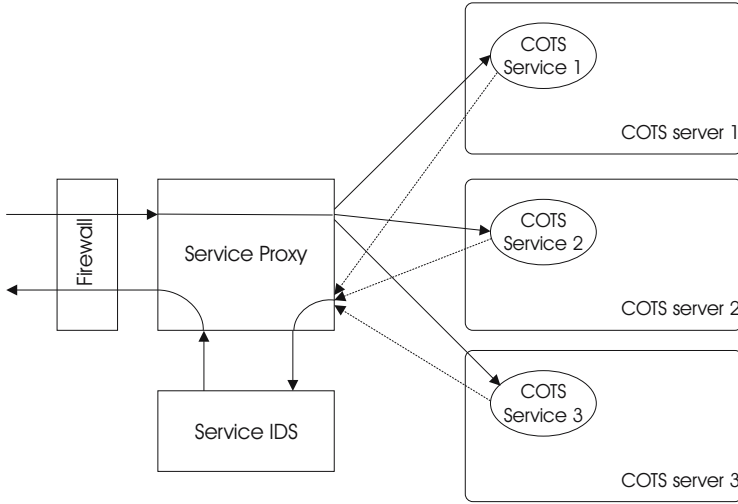 COTS
Service 1
COTS server 1
Firewall
Service Proxy
COTS
Service 2
COTS server 2
Service IDS
COTS
Service 3
COTS server 3